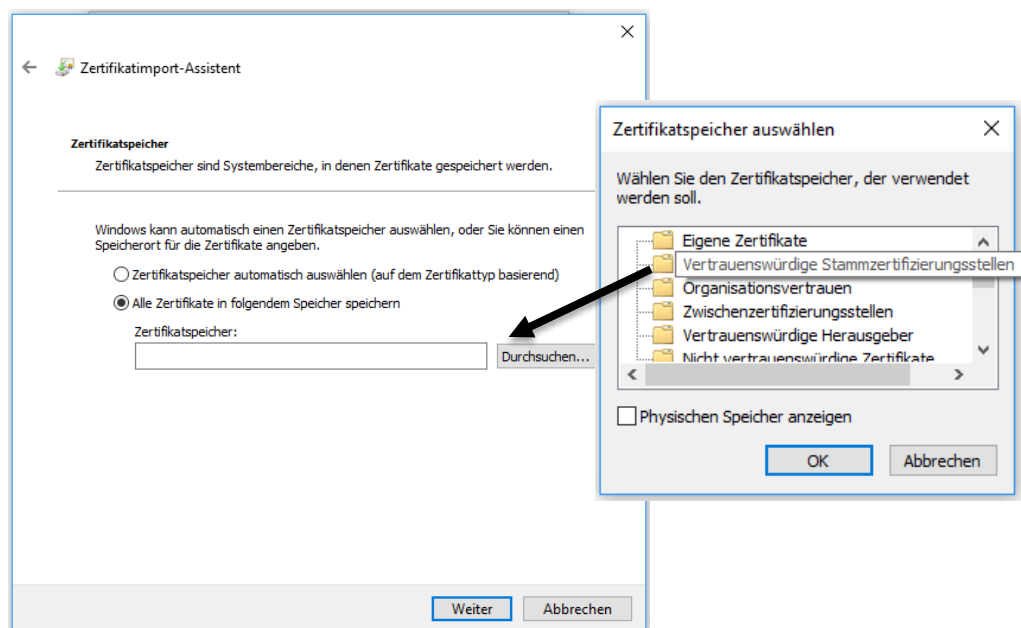 Zertifikatimport-Assistent
Zertifikatspeicher
Zertifikatspeicher sind Systembereiche, in denen Zertifikate gespeichert werden.
Windows kann automatisch einen Zertifikatspeicher auswählen, oder Sie können einen
Speicherort für die Zertifikate angeben.
Zertifikatspeicher automatisch auswählen (auf dem Zertifikattyp basierend)
Alle Zertifikate in folgendem Speicher speichern
Zertifikatspeicher:
Durchsuchen...
Weiter
Abbrechen
Zertifikatspeicher auswählen
Wählen Sie den Zertifikatspeicher, der verwendet
werden soll.
Eigene Zertifikate
Vertrauenswürdige Stammzertifizierungsstellen
Organisationsvertrauen
Zwischenzertifizierungsstellen
Vertrauenswürdige Herausgeber
Nicht vertrauenswürdige Zertifikate
Physischen Speicher anzeigen
OK
Abbrechen